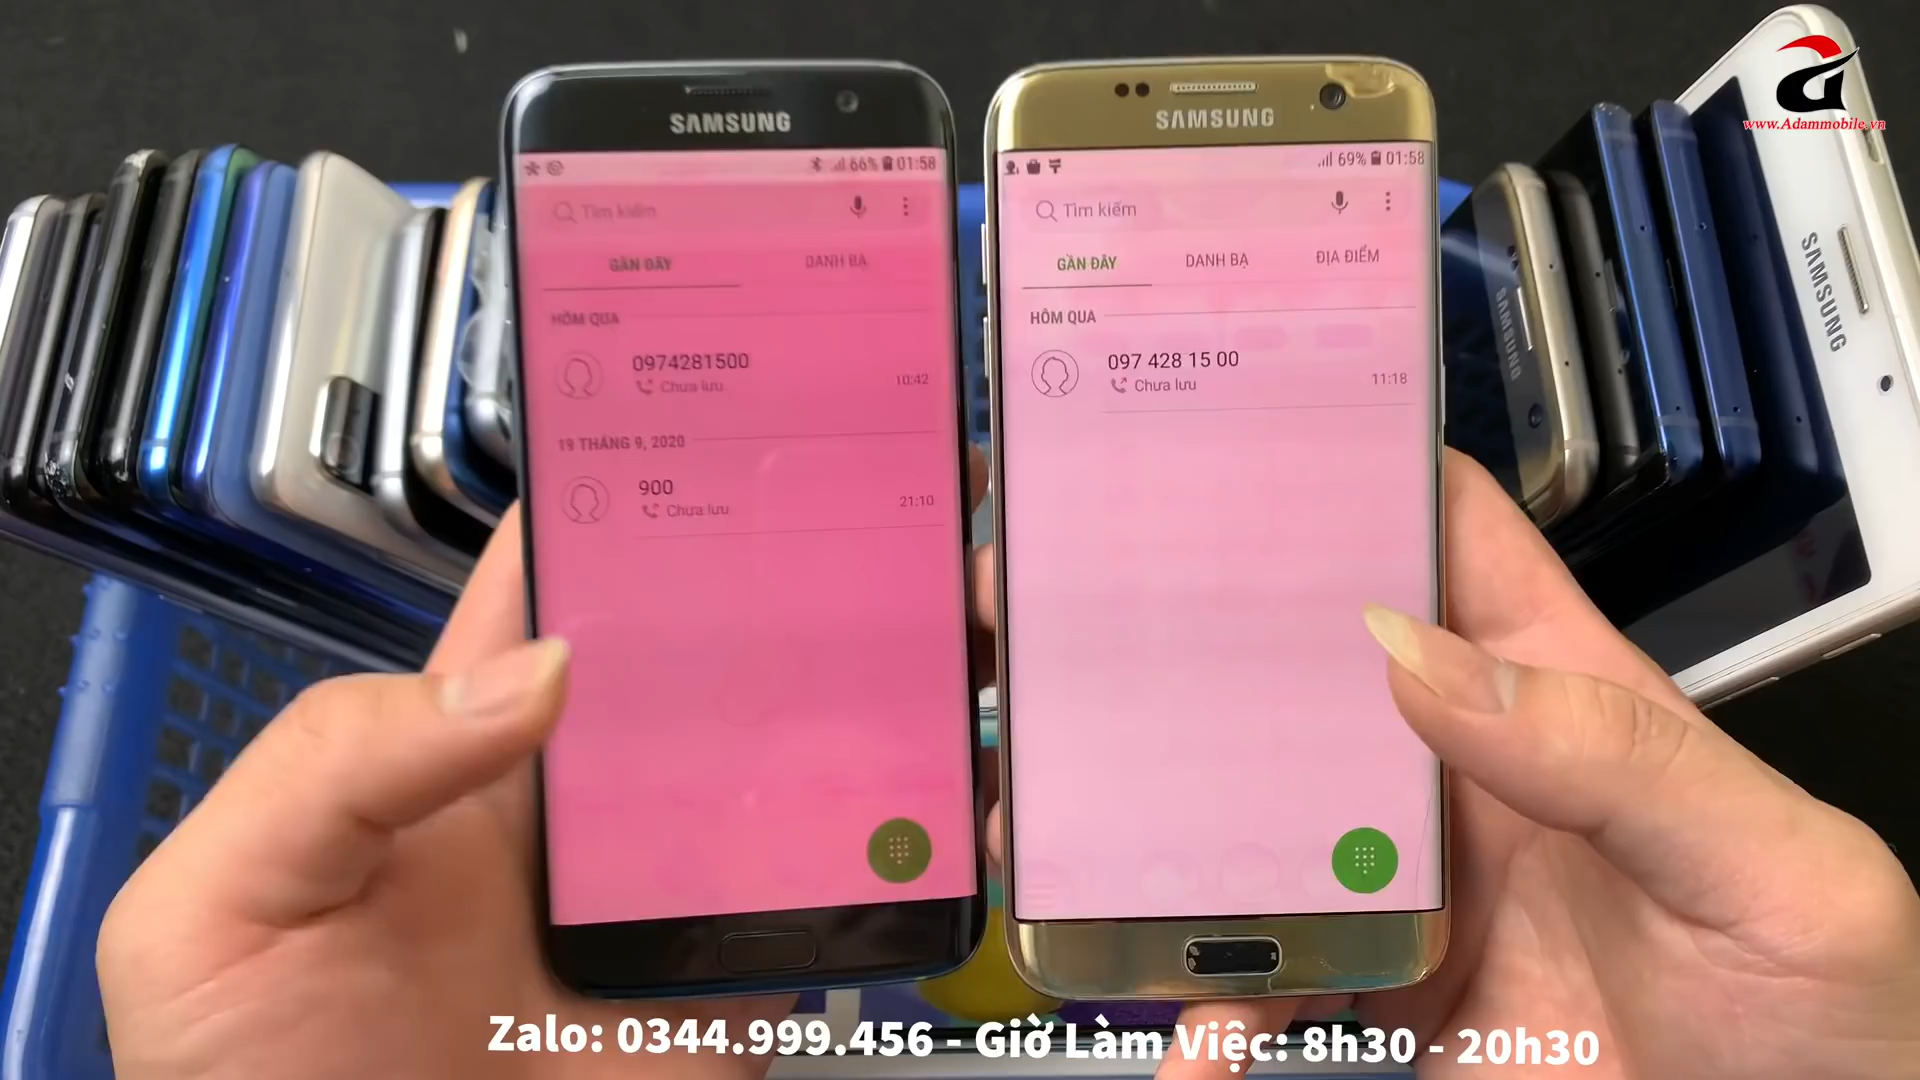 www.Adammobile.vn
SAMSUNG
66% 01:58
Tìm kiếm
GẦN ĐÂY DANH BẠ
HÔM QUA
0974281500
Chưa lưu 10:42
19 THÁNG 9, 2020
900
Chưa lưu 21:10
SAMSUNG
69% 01:58
Tìm kiếm
GẦN ĐÂY DANH BẠ ĐỊA ĐIỂM
HÔM QUA
097 428 15 00
Chưa lưu 11:18
SAMSUNG
SAMSUNG
Zalo: 0344.999.456 - Giờ Làm Việc: 8h30 - 20h30